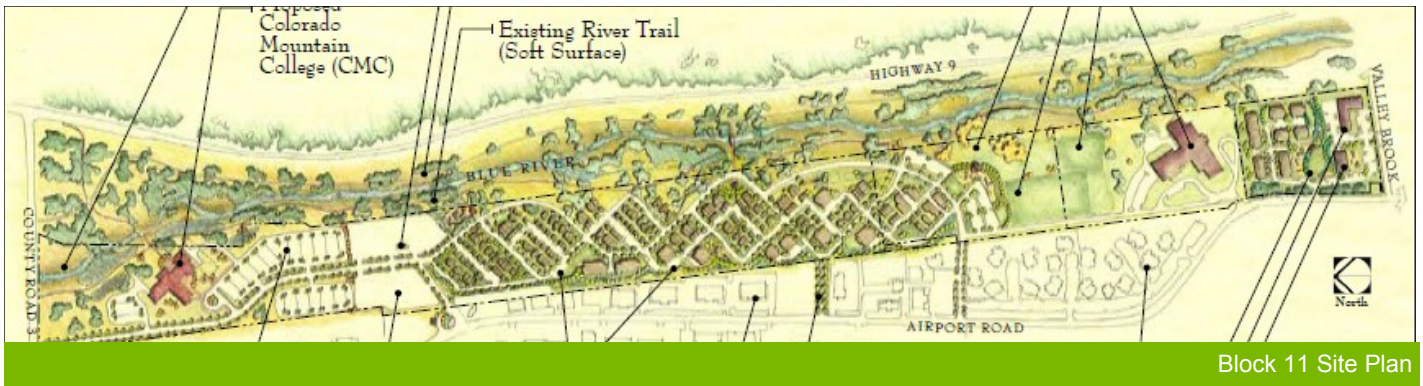 Proposed
Colorado
Mountain
College (CMC)
Existing River Trail
(Soft Surface)
HIGHWAY 9
BLUE RIVER
VALLEY BROOK
COUNTY ROAD 3
AIRPORT ROAD
North
Block 11 Site Plan